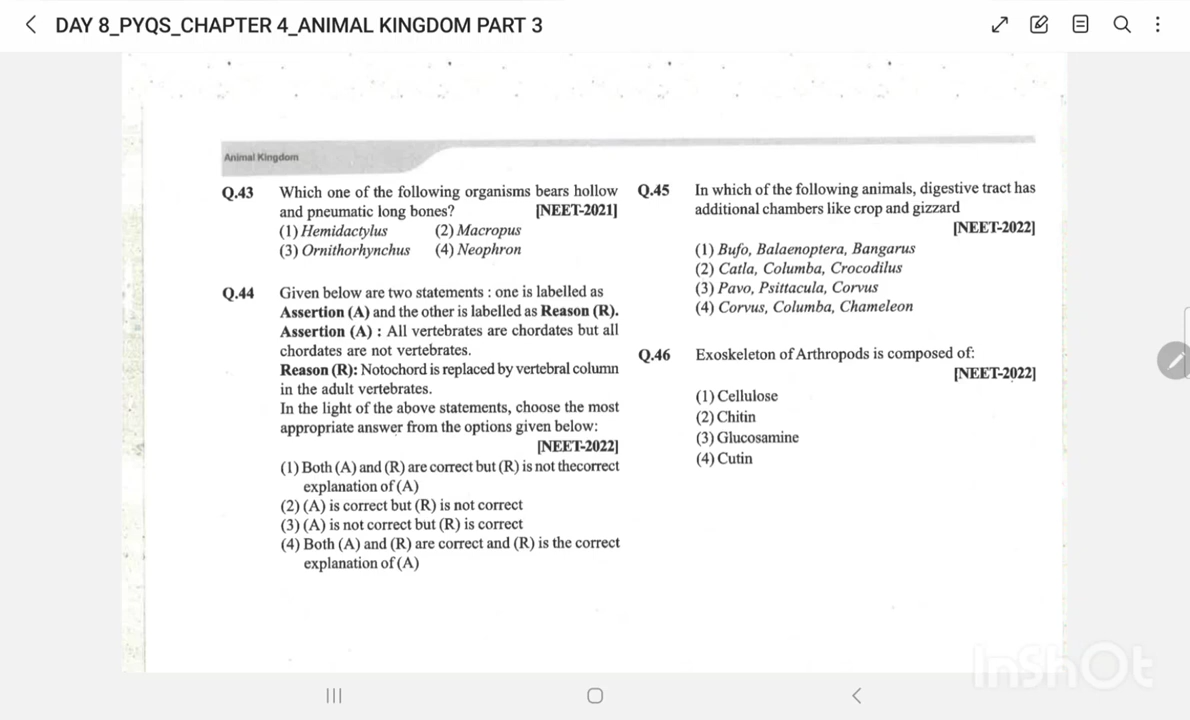 DAY 8_PYQS_CHAPTER 4_ANIMAL KINGDOM PART 3
Animal Kingdom
Q.43 Which one of the following organisms bears hollow
and pneumatic long bones? [NEET-2021]
(1) Hemidactylus (2) Macropus
(3) Ornithorhynchus (4) Neophron
Q.44 Given below are two statements : one is labelled as
Assertion (A) and the other is labelled as Reason (R).
Assertion (A) : All vertebrates are chordates but all
chordates are not vertebrates.
Reason (R): Notochord is replaced by vertebral column
in the adult vertebrates.
In the light of the above statements, choose the most
appropriate answer from the options given below:
[NEET-2022]
(1) Both (A) and (R) are correct but (R) is not thecorrect
explanation of (A)
(2) (A) is correct but (R) is not correct
(3) (A) is not correct but (R) is correct
(4) Both (A) and (R) are correct and (R) is the correct
explanation of (A)
Q.45 In which of the following animals, digestive tract has
additional chambers like crop and gizzard
[NEET-2022]
(1) Bufo, Balaenoptera, Bangarus
(2) Catla, Columba, Crocodilus
(3) Pavo, Psittacula, Corvus
(4) Corvus, Columba, Chameleon
Q.46 Exoskeleton of Arthropods is composed of:
[NEET-2022]
(1) Cellulose
(2) Chitin
(3) Glucosamine
(4) Cutin
InShOt